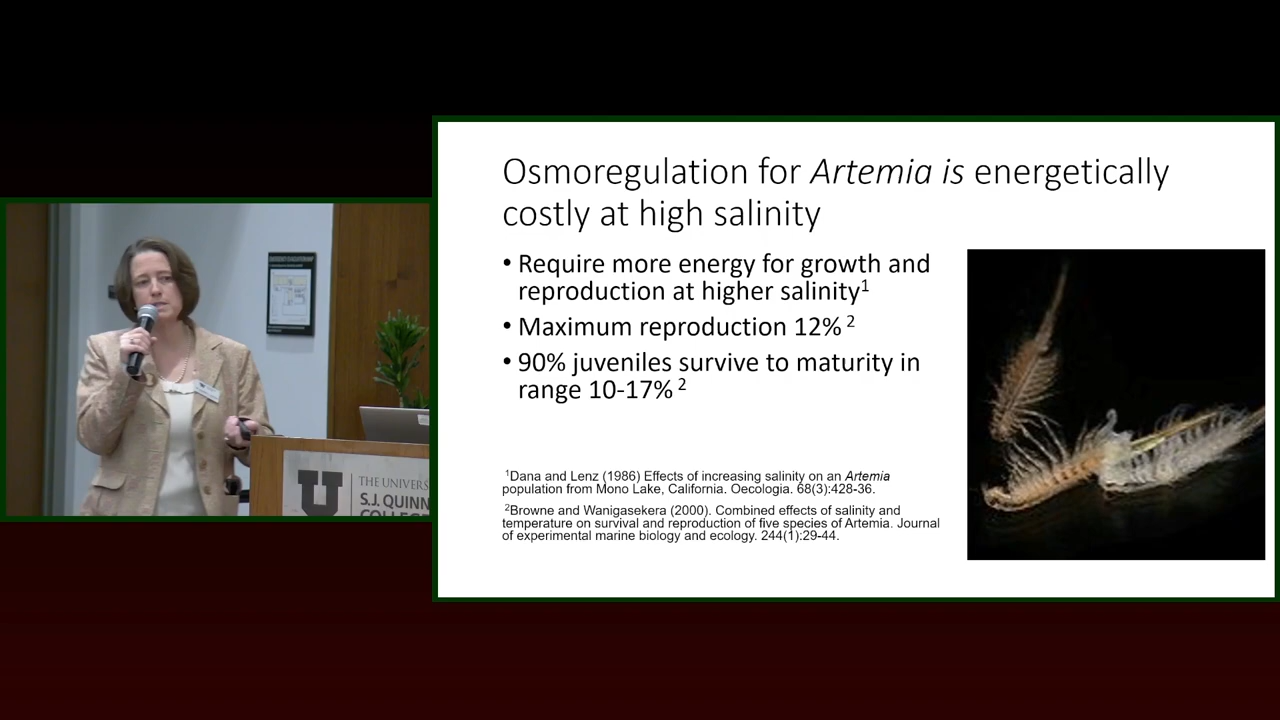 EMERGENCY EVACUATION MAP
THE UNIVERS
S.J. QUINN
COLLEGE
Osmoregulation for Artemia is energetically
costly at high salinity
• Require more energy for growth and
reproduction at higher salinity¹
• Maximum reproduction 12% ²
• 90% juveniles survive to maturity in
range 10-17% ²
¹Dana and Lenz (1986) Effects of increasing salinity on an Artemia
population from Mono Lake, California. Oecologia. 68(3):428-36.
²Browne and Wanigasekera (2000). Combined effects of salinity and
temperature on survival and reproduction of five species of Artemia. Journal
of experimental marine biology and ecology. 244(1):29-44.